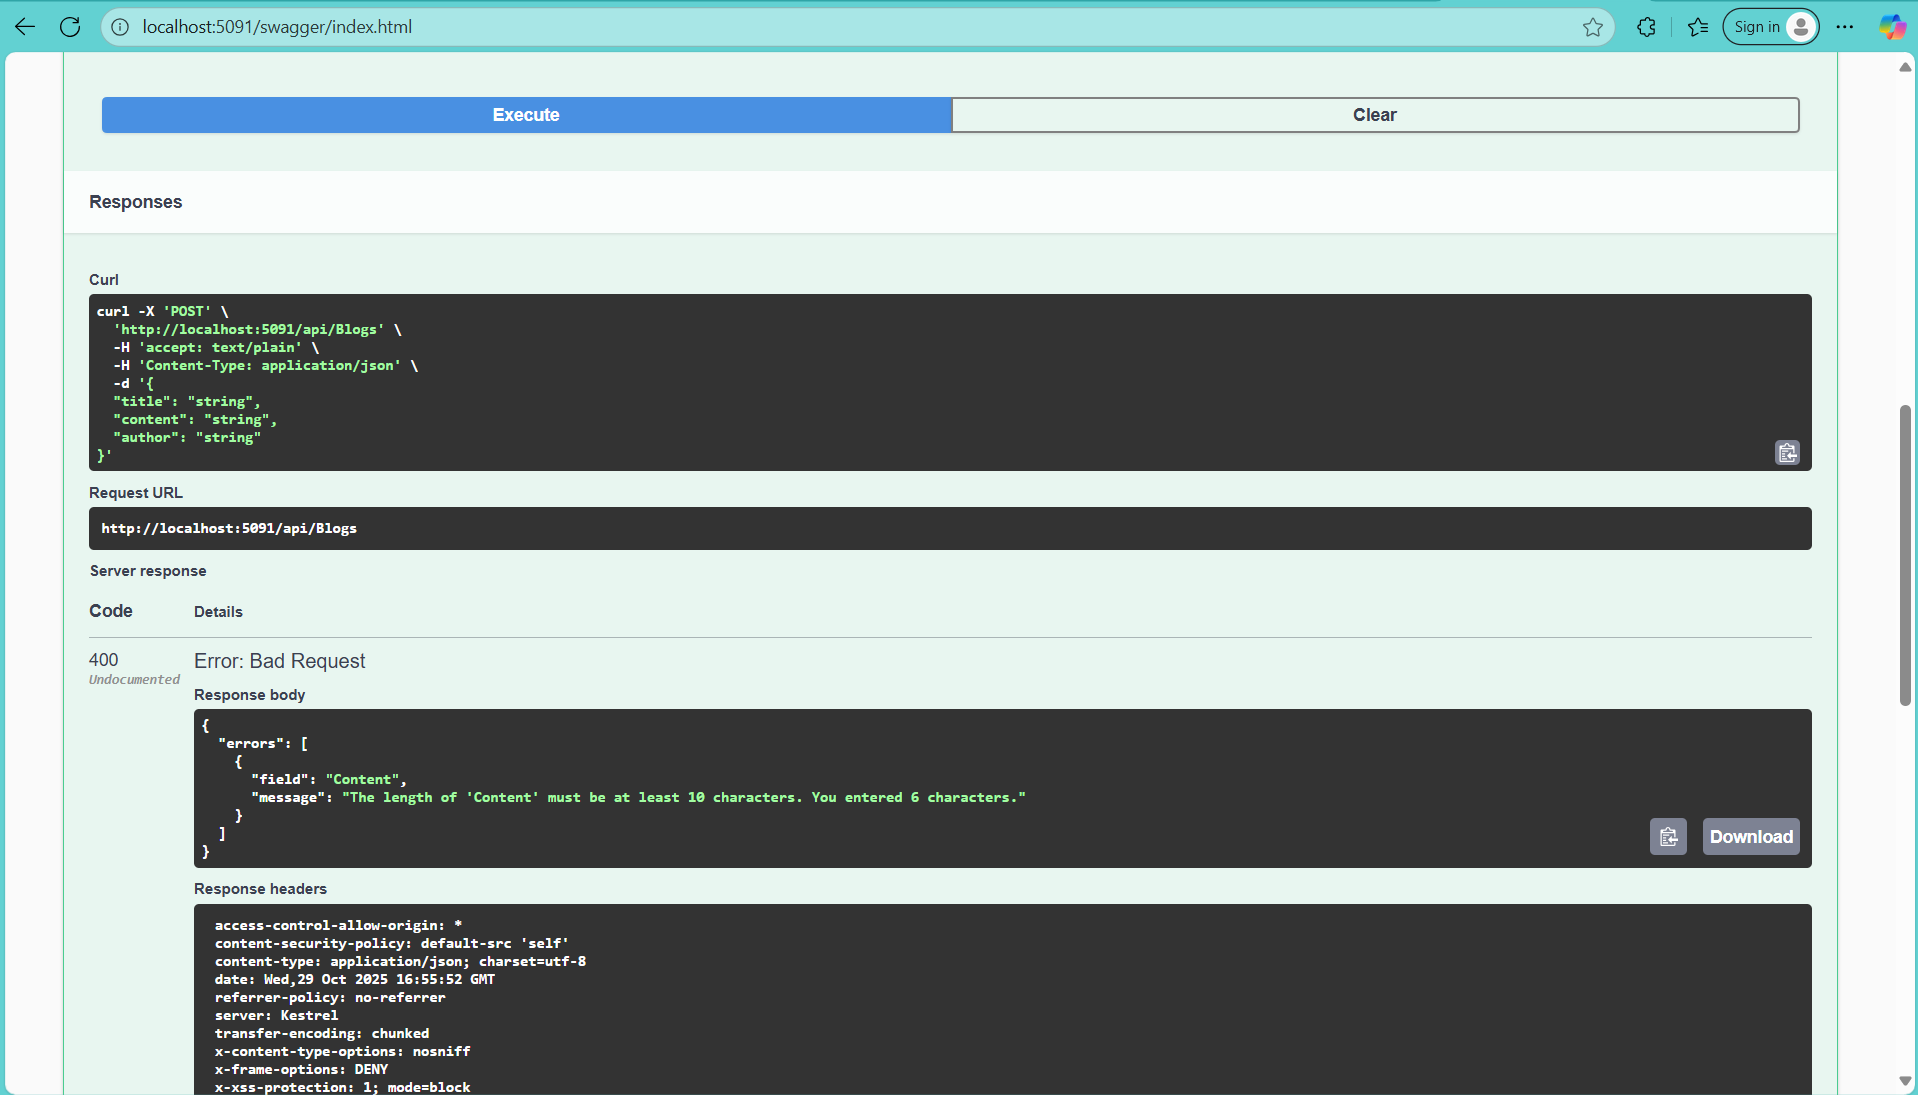 localhost:5091/swagger/index.html
Sign in
Execute
Clear
Responses
Curl
curl -X 'POST' \
  'http://localhost:5091/api/Blogs' \
  -H 'accept: text/plain' \
  -H 'Content-Type: application/json' \
  -d '{
  "title": "string",
  "content": "string",
  "author": "string"
}'
Request URL
http://localhost:5091/api/Blogs
Server response
Code Details
400 Error: Bad Request
Undocumented
Response body
{
  "errors": [
    {
      "field": "Content",
      "message": "The length of 'Content' must be at least 10 characters. You entered 6 characters."
    }
  ]
}
Download
Response headers
access-control-allow-origin: *
content-security-policy: default-src 'self'
content-type: application/json; charset=utf-8
date: Wed,29 Oct 2025 16:55:52 GMT
referrer-policy: no-referrer
server: Kestrel
transfer-encoding: chunked
x-content-type-options: nosniff
x-frame-options: DENY
x-xss-protection: 1; mode=block